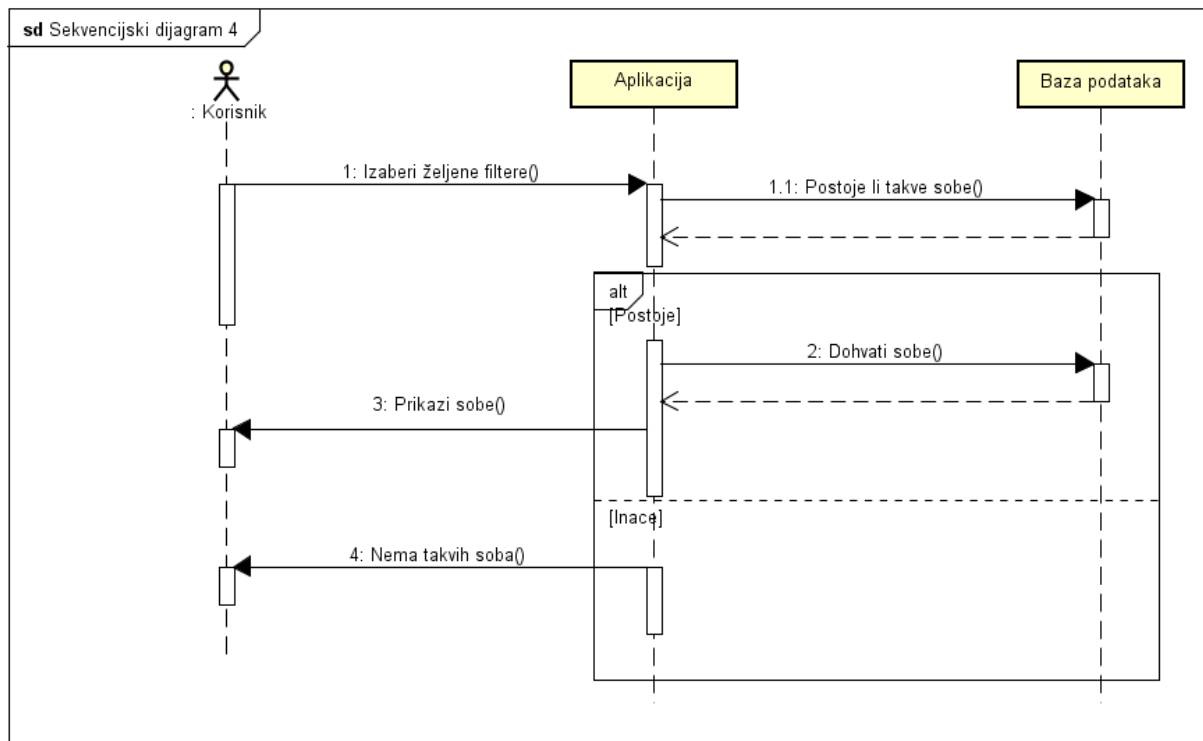 sd Sekvencijski dijagram 4
: Korisnik
Aplikacija
Baza podataka
1: Izaberi željene filtere()
1.1: Postoje li takve sobe()
alt
[Postoje]
2: Dohvati sobe()
3: Prikazi sobe()
[Inace]
4: Nema takvih soba()